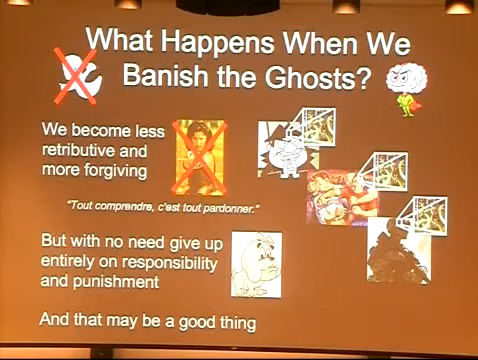 What Happens When We
Banish the Ghosts?
We become less
retributive and
more forgiving
"Tout comprendre, c'est tout pardonner."
But with no need give up
entirely on responsibility
and punishment
And that may be a good thing